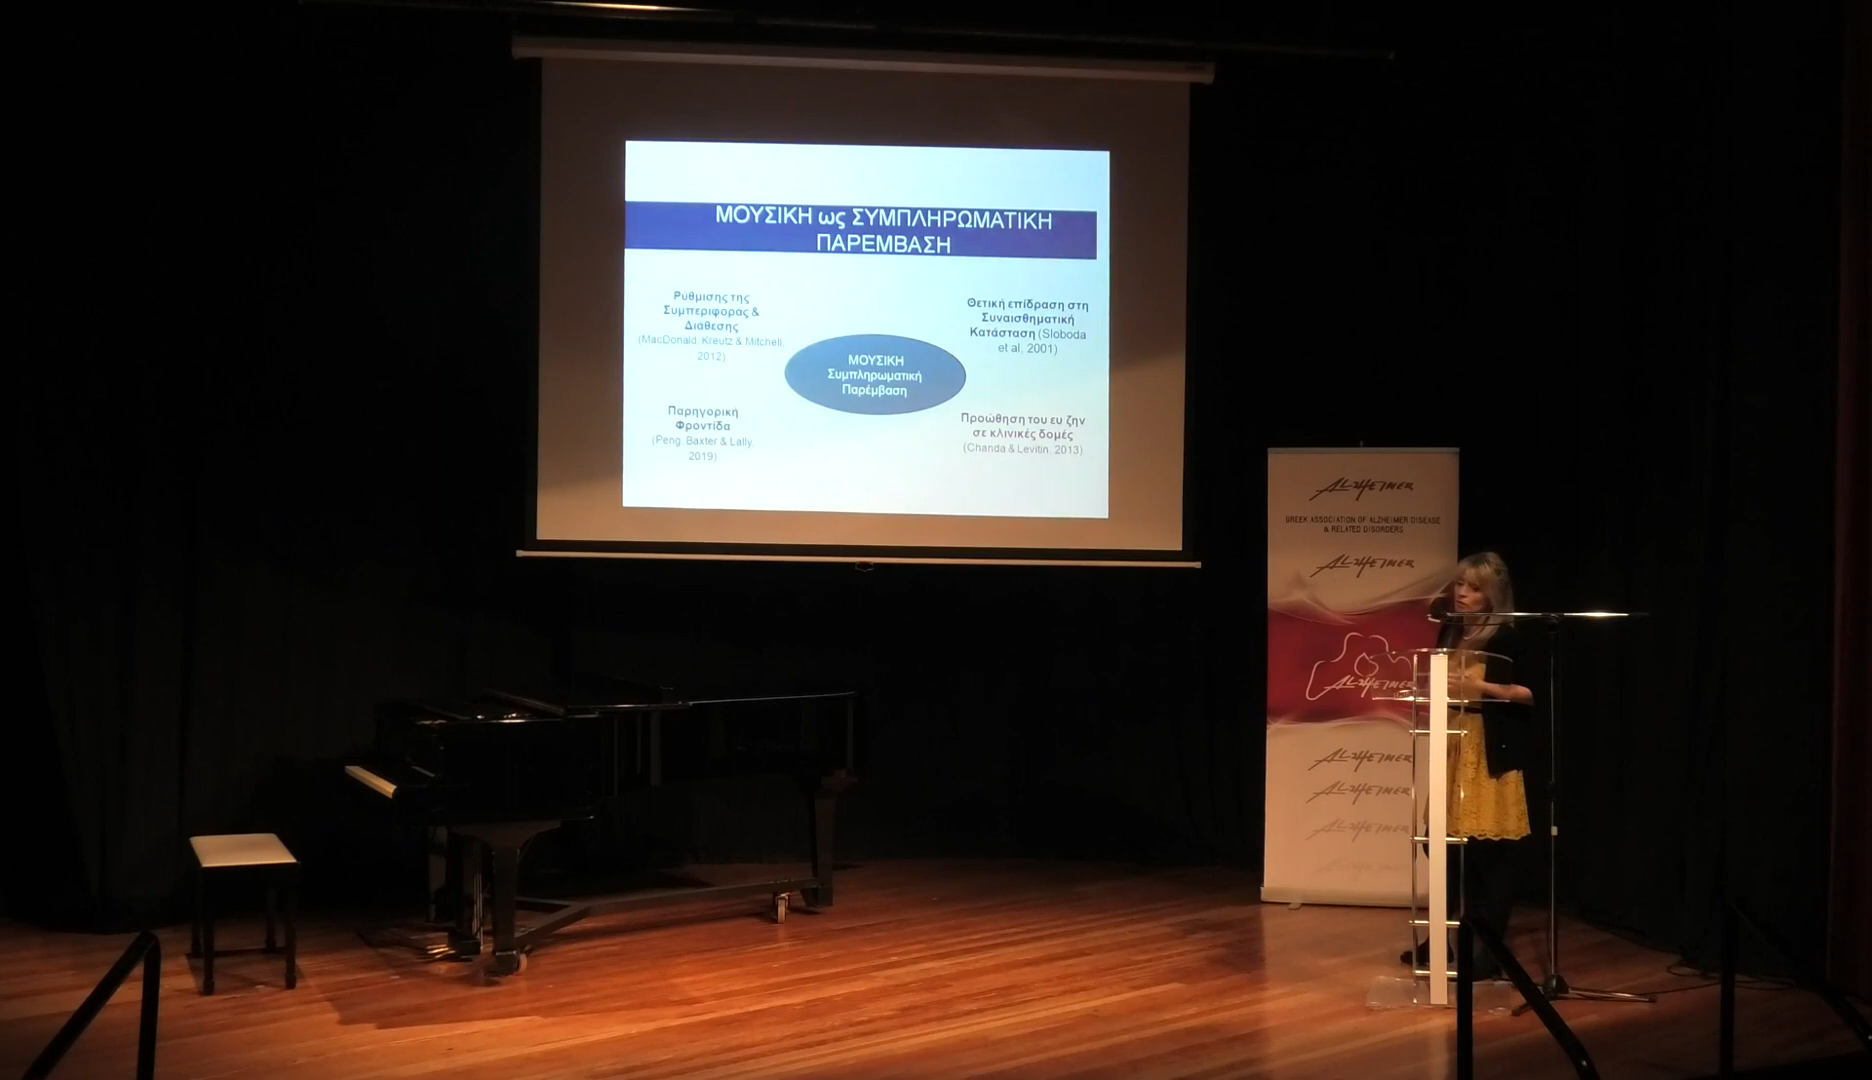 ΜΟΥΣΙΚΗ ως ΣΥΜΠΛΗΡΩΜΑΤΙΚΗ
ΠΑΡΕΜΒΑΣΗ
Ρύθμισης της
Συμπεριφοράς &
Διάθεσης
(MacDonald, Kreutz & Mitchell,
2012)
Θετική επίδραση στη
Συναισθηματική
Κατάσταση (Sloboda
et al, 2001)
ΜΟΥΣΙΚΗ
Συμπληρωματική
Παρέμβαση
Παρηγορική
Φροντίδα
(Peng, Baxter & Lally,
2019)
Προώθηση του ευ ζην
σε κλινικές δομές
(Chanda & Levitin, 2013)
ALZHEIMER
GREEK ASSOCIATION OF ALZHEIMER DISEASE
& RELATED DISORDERS
ALZHEIMER
ALZHEIMER
ALZHEIMER
ALZHEIMER
ALZHEIMER